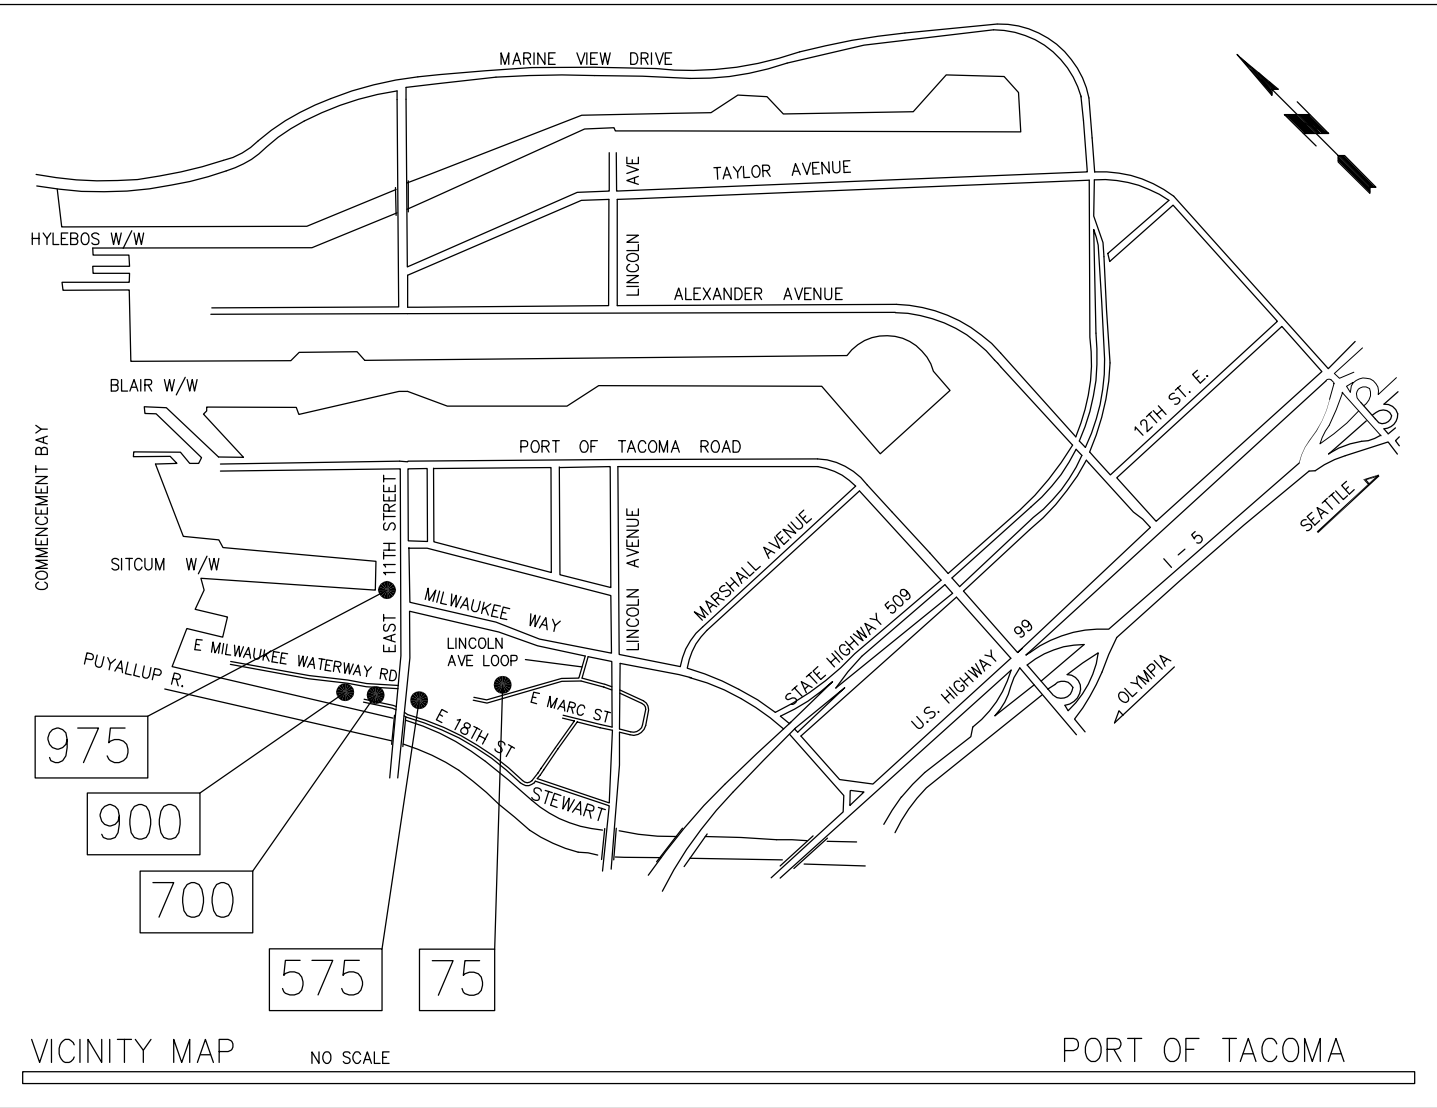 MARINE VIEW DRIVE
LINCOLN AVE
TAYLOR AVENUE
HYLEBOS W/W
ALEXANDER AVENUE
BLAIR W/W
12TH ST. E.
COMMENCEMENT BAY
PORT OF TACOMA ROAD
SEATTLE
EAST 11TH STREET
LINCOLN AVENUE
MARSHALL AVENUE
I - 5
SITCUM W/W
MILWAUKEE WAY
STATE HIGHWAY 509
U.S. HIGHWAY 99
E MILWAUKEE WATERWAY RD
LINCOLN
AVE LOOP
PUYALLUP R.
OLYMPIA
E MARC ST
E 18TH ST
STEWART
975
900
700
575
75
VICINITY MAP
NO SCALE
PORT OF TACOMA